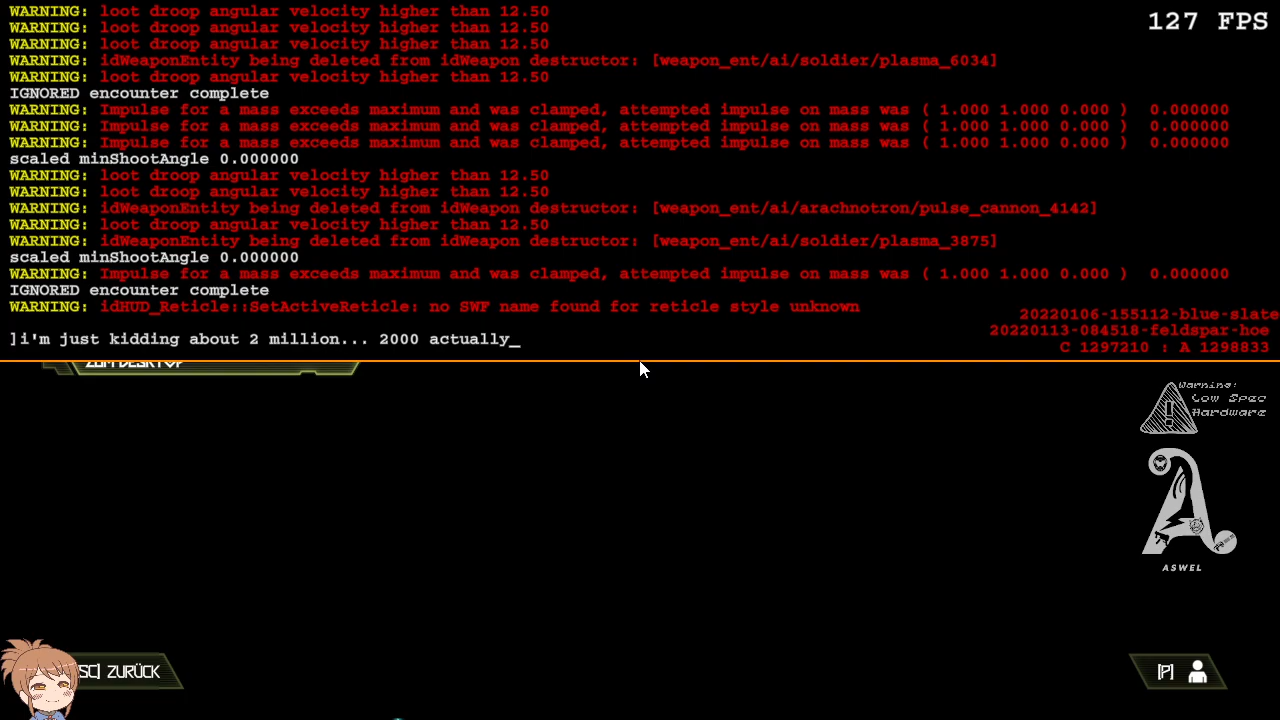 WARNING: loot droop angular velocity higher than 12.50
WARNING: loot droop angular velocity higher than 12.50
WARNING: loot droop angular velocity higher than 12.50
WARNING: idWeaponEntity being deleted from idWeapon destructor: [weapon_ent/ai/soldier/plasma_6034]
WARNING: loot droop angular velocity higher than 12.50
IGNORED encounter complete
WARNING: Impulse for a mass exceeds maximum and was clamped, attempted impulse on mass was ( 1.000 1.000 0.000 ) 0.000000
WARNING: Impulse for a mass exceeds maximum and was clamped, attempted impulse on mass was ( 1.000 1.000 0.000 ) 0.000000
WARNING: Impulse for a mass exceeds maximum and was clamped, attempted impulse on mass was ( 1.000 1.000 0.000 ) 0.000000
scaled minShootAngle 0.000000
WARNING: loot droop angular velocity higher than 12.50
WARNING: loot droop angular velocity higher than 12.50
WARNING: idWeaponEntity being deleted from idWeapon destructor: [weapon_ent/ai/arachnotron/pulse_cannon_4142]
WARNING: loot droop angular velocity higher than 12.50
WARNING: idWeaponEntity being deleted from idWeapon destructor: [weapon_ent/ai/soldier/plasma_3875]
scaled minShootAngle 0.000000
WARNING: Impulse for a mass exceeds maximum and was clamped, attempted impulse on mass was ( 1.000 1.000 0.000 ) 0.000000
IGNORED encounter complete
WARNING: idHUD_Reticle::SetActiveReticle: no SWF name found for reticle style unknown
]i'm just kidding about 2 million... 2000 actually_
127 FPS
20220106-155112-blue-slate
20220113-084518-feldspar-hoe
C 1297210 : A 1298833
ZUM DESKTOP
Warning:
Low Spec
Hardware
ASWEL
SC] ZURÜCK
[P]